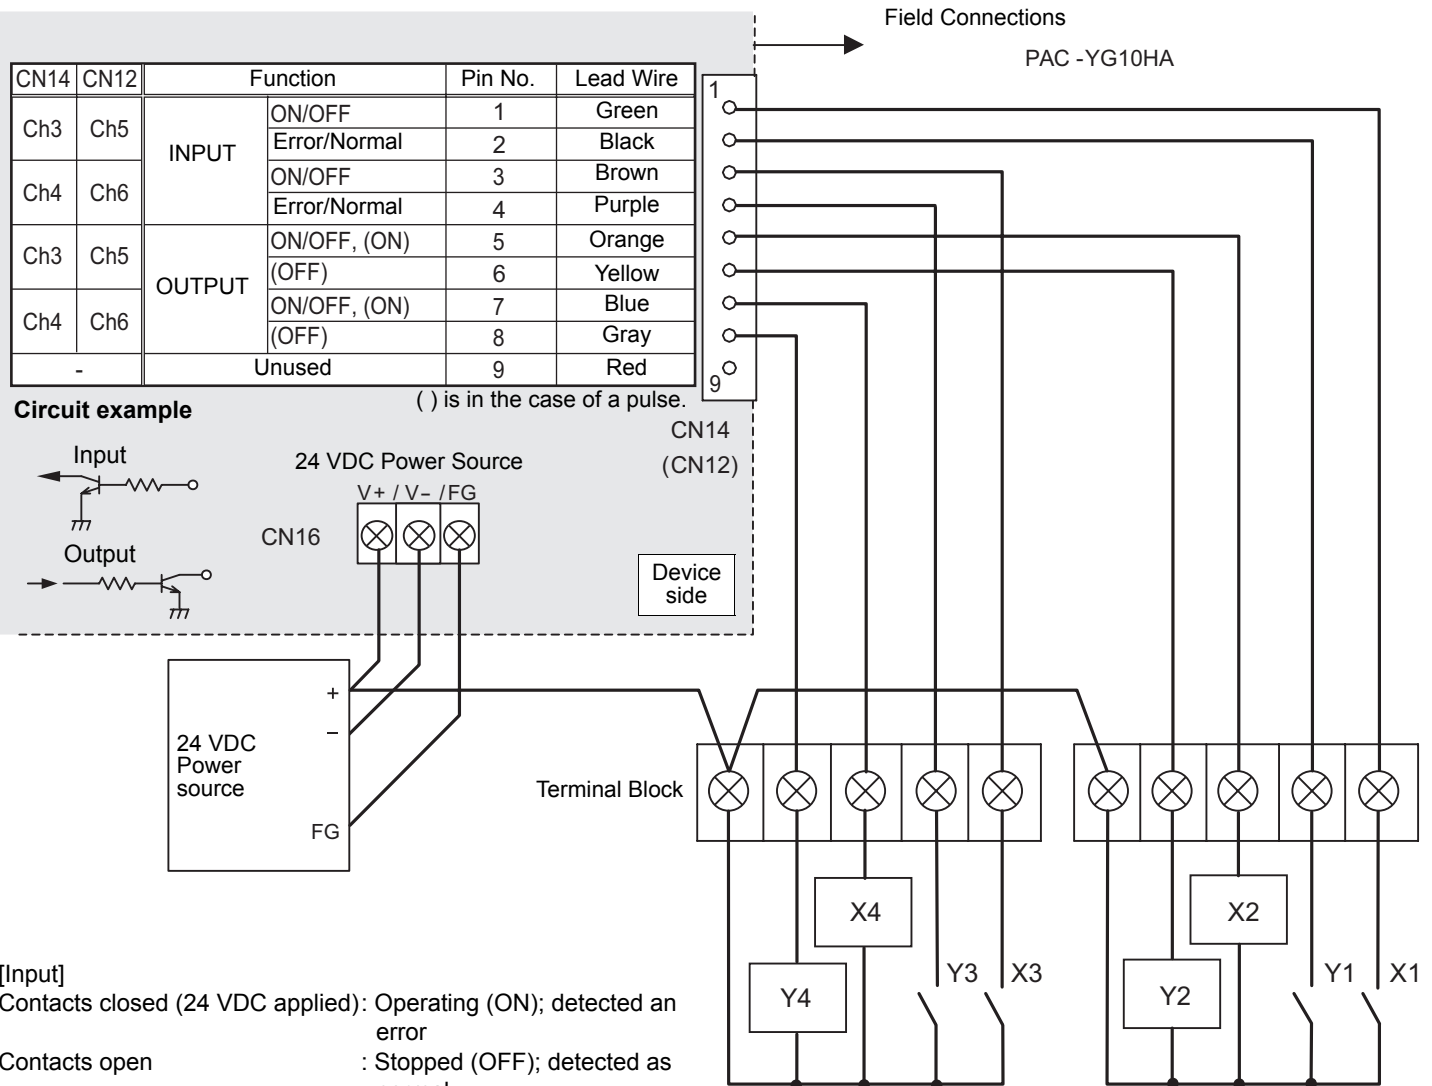 Field Connections
PAC -YG10HA
CN14 CN12 Function Pin No. Lead Wire
Ch3 Ch5 INPUT ON/OFF 1 Green
Error/Normal 2 Black
Ch4 Ch6 ON/OFF 3 Brown
Error/Normal 4 Purple
Ch3 Ch5 OUTPUT ON/OFF, (ON) 5 Orange
(OFF) 6 Yellow
Ch4 Ch6 ON/OFF, (ON) 7 Blue
(OFF) 8 Gray
- Unused 9 Red
1
9
( ) is in the case of a pulse.
CN14
(CN12)
Circuit example
Input
Output
24 VDC Power Source
V+ / V- / FG
CN16
Device
side
24 VDC
Power
source
+
-
FG
Terminal Block
X4
Y4
Y3
X3
X2
Y2
Y1
X1
[Input]
Contacts closed (24 VDC applied): Operating (ON); detected an
error
Contacts open : Stopped (OFF); detected as